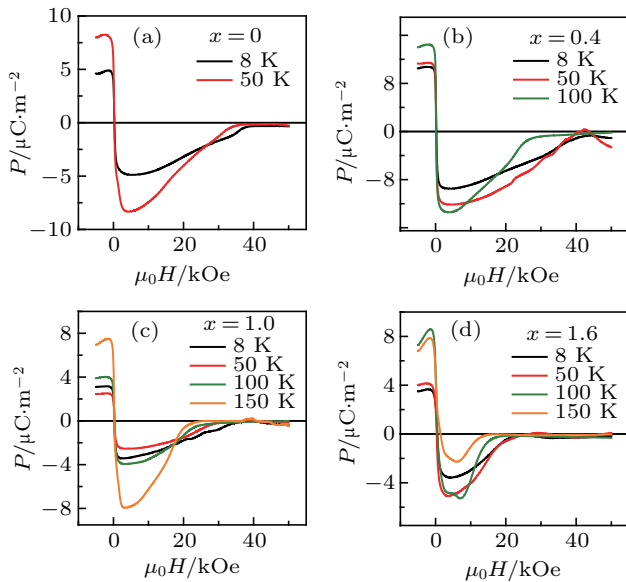 (a) x = 0
8 K
50 K
10
5
0
−5
−10
P/μC·m−2
0 20 40
μ0H/kOe
(b) x = 0.4
8 K
50 K
100 K
8
0
−8
P/μC·m−2
0 20 40
μ0H/kOe
(c) x = 1.0
8 K
50 K
100 K
150 K
8
4
0
−4
−8
P/μC·m−2
0 20 40
μ0H/kOe
(d) x = 1.6
8 K
50 K
100 K
150 K
8
4
0
−4
P/μC·m−2
0 20 40
μ0H/kOe